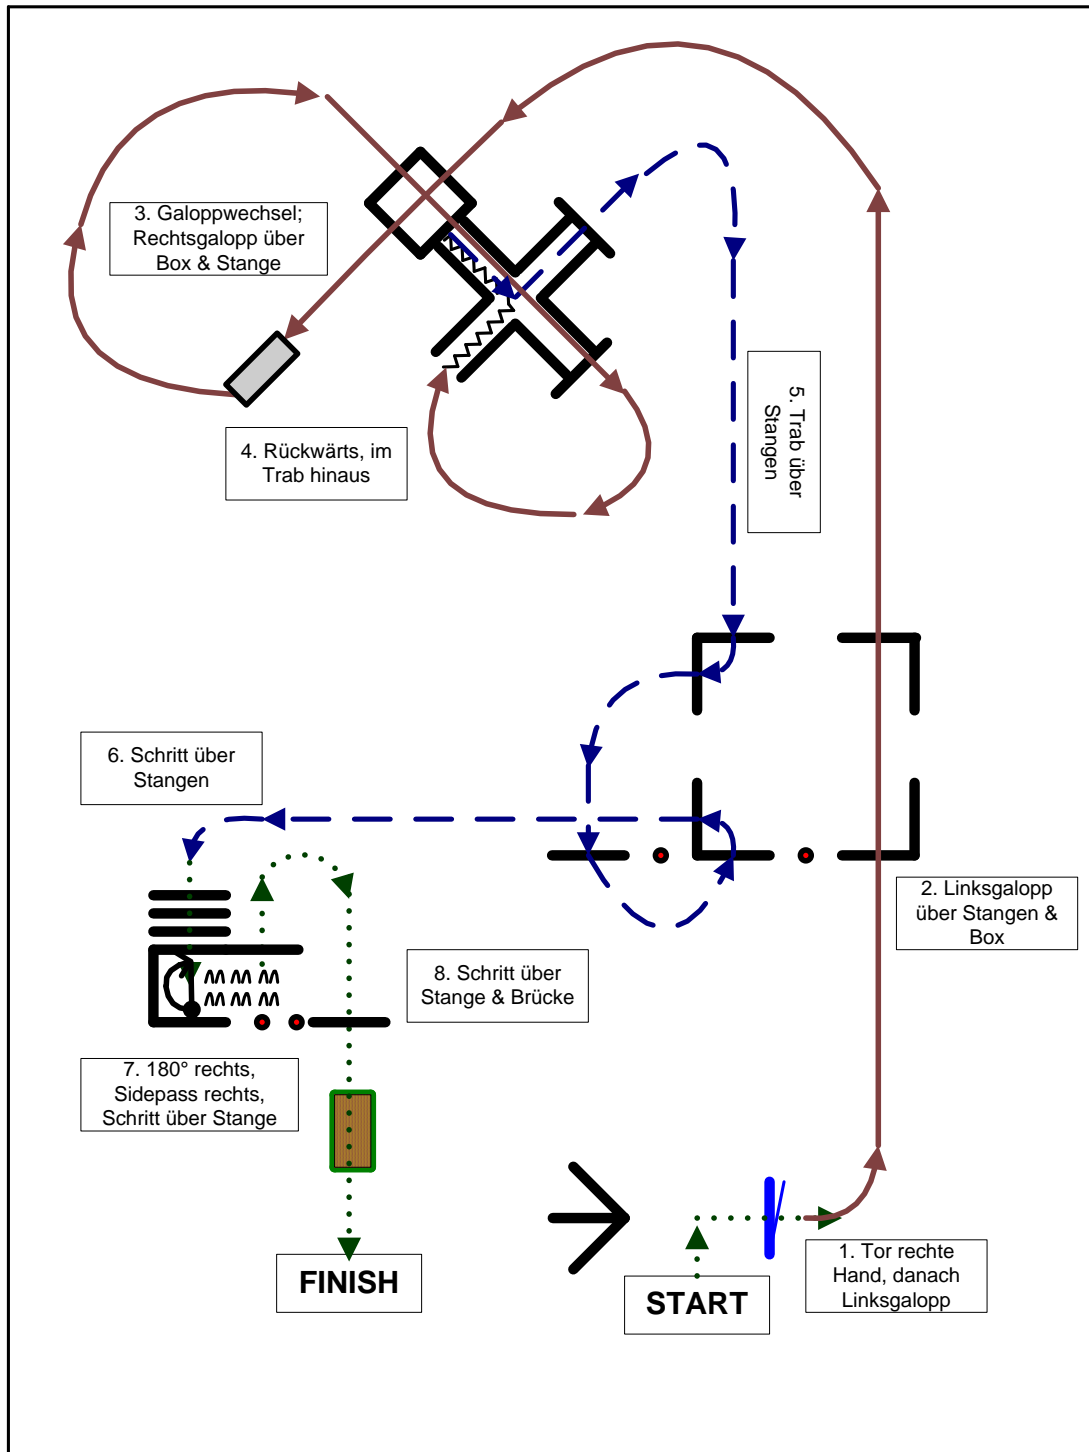 3. Galoppwechsel;
Rechtsgalopp über
Box & Stange
4. Rückwärts, im
Trab hinaus
5. Trab über
Stangen
6. Schritt über
Stangen
2. Linksgalopp
über Stangen &
Box
8. Schritt über
Stange & Brücke
7. 180° rechts,
Sidepass rechts,
Schritt über Stange
1. Tor rechte
Hand, danach
Linksgalopp
FINISH
START